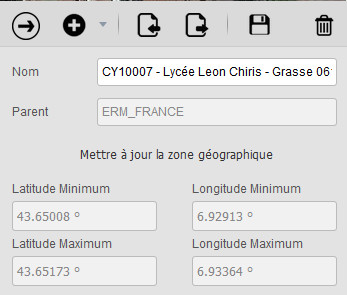 Nom CY10007 - Lycée Leon Chiris - Grasse 06
Parent ERM_FRANCE
Mettre à jour la zone géographique
Latitude Minimum Longitude Minimum
43.65008 º 6.92913 º
Latitude Maximum Longitude Maximum
43.65173 º 6.93364 º